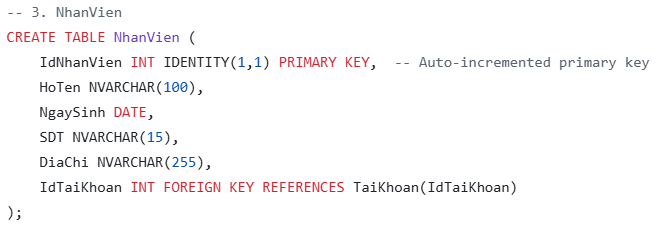 -- 3. NhanVien
CREATE TABLE NhanVien (
    IdNhanVien INT IDENTITY(1,1) PRIMARY KEY,  -- Auto-incremented primary key
    HoTen NVARCHAR(100),
    NgaySinh DATE,
    SDT NVARCHAR(15),
    DiaChi NVARCHAR(255),
    IdTaiKhoan INT FOREIGN KEY REFERENCES TaiKhoan(IdTaiKhoan)
);